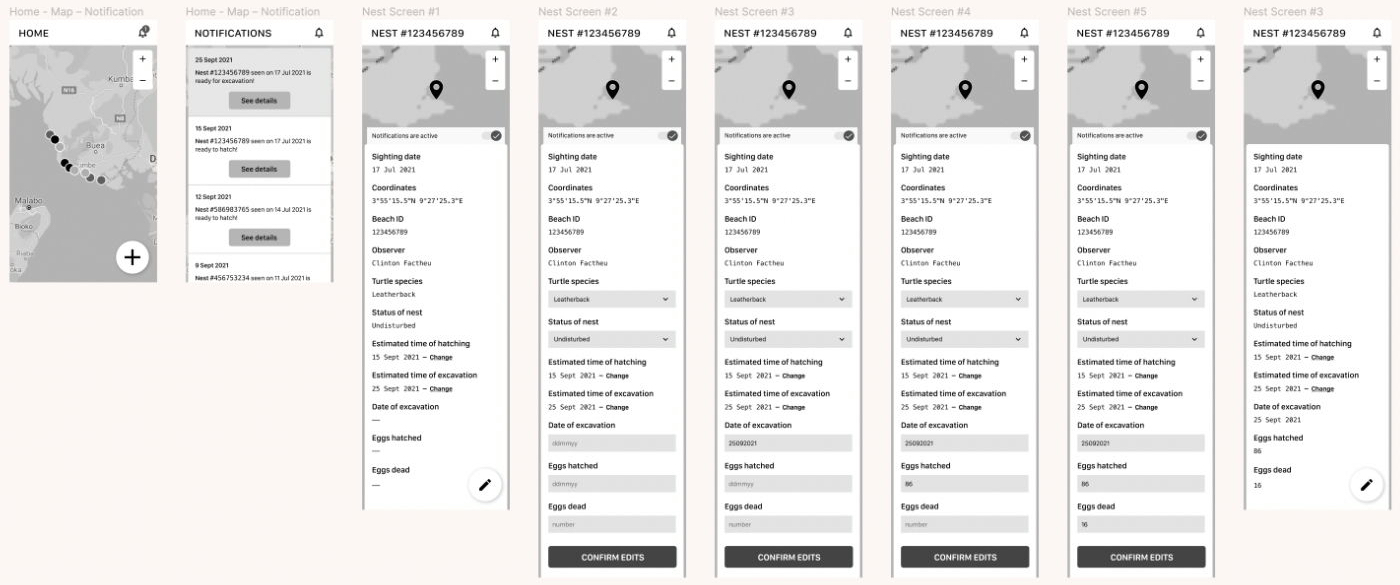 Home - Map – Notification
HOME
1
+
−
Kumba
N16
N8
Buea
Limbe
D
Malabo
Bioko
Riaba
+
Home - Map – Notification
NOTIFICATIONS
25 Sept 2021
Nest #123456789 seen on 17 Jul 2021 is
ready for excavation!
See details
15 Sept 2021
Nest #123456789 seen on 17 Jul 2021 is
ready to hatch!
See details
12 Sept 2021
Nest #586983765 seen on 14 Jul 2021 is
ready to hatch!
See details
9 Sept 2021
Nest #456753234 seen on 11 Jul 2021 is
Nest Screen #1
NEST #123456789
+
−
Notifications are active
Sighting date
17 Jul 2021
Coordinates
3°55'15.5"N 9°27'25.3"E
Beach ID
123456789
Observer
Clinton Factheu
Turtle species
Leatherback
Status of nest
Undisturbed
Estimated time of hatching
15 Sept 2021 – Change
Estimated time of excavation
25 Sept 2021 – Change
Date of excavation
—
Eggs hatched
—
Eggs dead
—
Nest Screen #2
NEST #123456789
+
−
Notifications are active
Sighting date
17 Jul 2021
Coordinates
3°55'15.5"N 9°27'25.3"E
Beach ID
123456789
Observer
Clinton Factheu
Turtle species
Leatherback
Status of nest
Undisturbed
Estimated time of hatching
15 Sept 2021 – Change
Estimated time of excavation
25 Sept 2021 – Change
Date of excavation
ddmmyy
Eggs hatched
ddmmyy
Eggs dead
number
CONFIRM EDITS
Nest Screen #3
NEST #123456789
+
−
Notifications are active
Sighting date
17 Jul 2021
Coordinates
3°55'15.5"N 9°27'25.3"E
Beach ID
123456789
Observer
Clinton Factheu
Turtle species
Leatherback
Status of nest
Undisturbed
Estimated time of hatching
15 Sept 2021 – Change
Estimated time of excavation
25 Sept 2021 – Change
Date of excavation
25092021
Eggs hatched
ddmmyy
Eggs dead
number
CONFIRM EDITS
Nest Screen #4
NEST #123456789
+
−
Notifications are active
Sighting date
17 Jul 2021
Coordinates
3°55'15.5"N 9°27'25.3"E
Beach ID
123456789
Observer
Clinton Factheu
Turtle species
Leatherback
Status of nest
Undisturbed
Estimated time of hatching
15 Sept 2021 – Change
Estimated time of excavation
25 Sept 2021 – Change
Date of excavation
25092021
Eggs hatched
86
Eggs dead
number
CONFIRM EDITS
Nest Screen #5
NEST #123456789
+
−
Notifications are active
Sighting date
17 Jul 2021
Coordinates
3°55'15.5"N 9°27'25.3"E
Beach ID
123456789
Observer
Clinton Factheu
Turtle species
Leatherback
Status of nest
Undisturbed
Estimated time of hatching
15 Sept 2021 – Change
Estimated time of excavation
25 Sept 2021 – Change
Date of excavation
25092021
Eggs hatched
86
Eggs dead
16
CONFIRM EDITS
Nest Screen #3
NEST #123456789
+
−
Sighting date
17 Jul 2021
Coordinates
3°55'15.5"N 9°27'25.3"E
Beach ID
123456789
Observer
Clinton Factheu
Turtle species
Leatherback
Status of nest
Undisturbed
Estimated time of hatching
15 Sept 2021 – Change
Estimated time of excavation
25 Sept 2021 – Change
Date of excavation
25 Sept 2021
Eggs hatched
86
Eggs dead
16